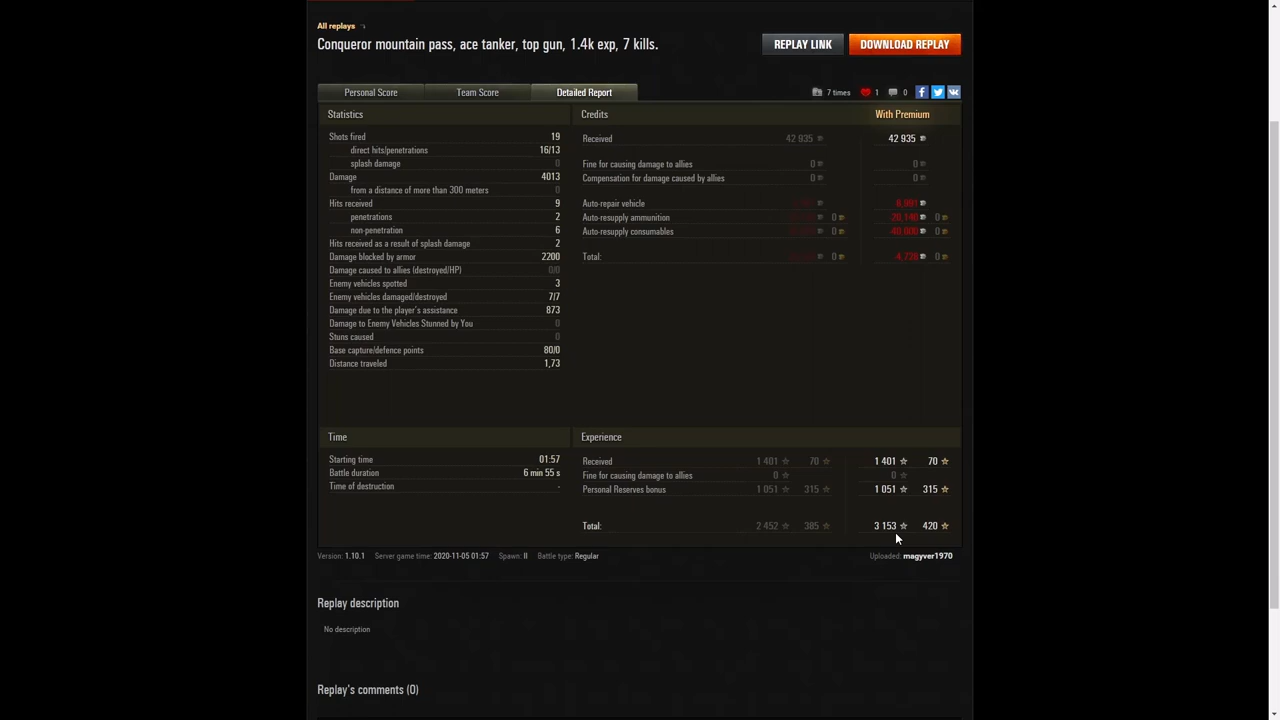 All replays
Conqueror mountain pass, ace tanker, top gun, 1.4k exp, 7 kills.
REPLAY LINK
DOWNLOAD REPLAY
Personal Score Team Score Detailed Report
7 times 1 0
Statistics
Shots fired 19
direct hits/penetrations 16/13
splash damage 0
Damage 4013
from a distance of more than 300 meters 0
Hits received 9
penetrations 2
non-penetration 6
Hits received as a result of splash damage 2
Damage blocked by armor 2200
Damage caused to allies (destroyed/HP) 0/0
Enemy vehicles spotted 3
Enemy vehicles damaged/destroyed 7/7
Damage due to the player's assistance 873
Damage to Enemy Vehicles Stunned by You 0
Stuns caused 0
Base capture/defence points 80/0
Distance traveled 1,73
Credits With Premium
Received 42 935 42 935
Fine for causing damage to allies 0 0
Compensation for damage caused by allies 0 0
Auto-repair vehicle
Auto-resupply ammunition 0 0
Auto-resupply consumables 0 0
Total: 0 0
Time
Starting time 01:57
Battle duration 6 min 55 s
Time of destruction -
Experience
Received 1 401 70 1 401 70
Fine for causing damage to allies 0 0
Personal Reserves bonus 1 051 315 1 051 315
Total: 2 452 385 3 153 420
Version: 1.10.1 Server game time: 2020-11-05 01:57 Spawn: II Battle type: Regular
Uploaded: magyver1970
Replay description
No description
Replay's comments (0)